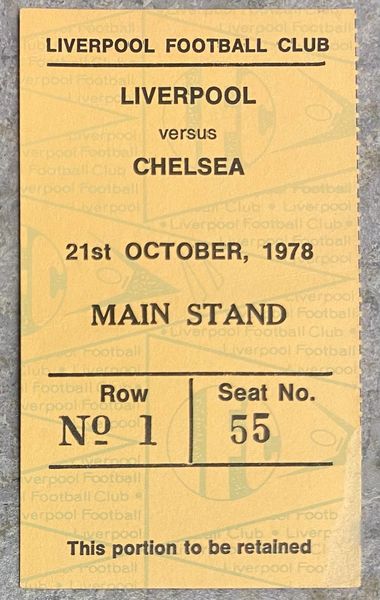 LIVERPOOL FOOTBALL CLUB
LIVERPOOL
versus
CHELSEA
21st OCTOBER, 1978
MAIN STAND
Row
Seat No.
Nº 1
55
This portion to be retained